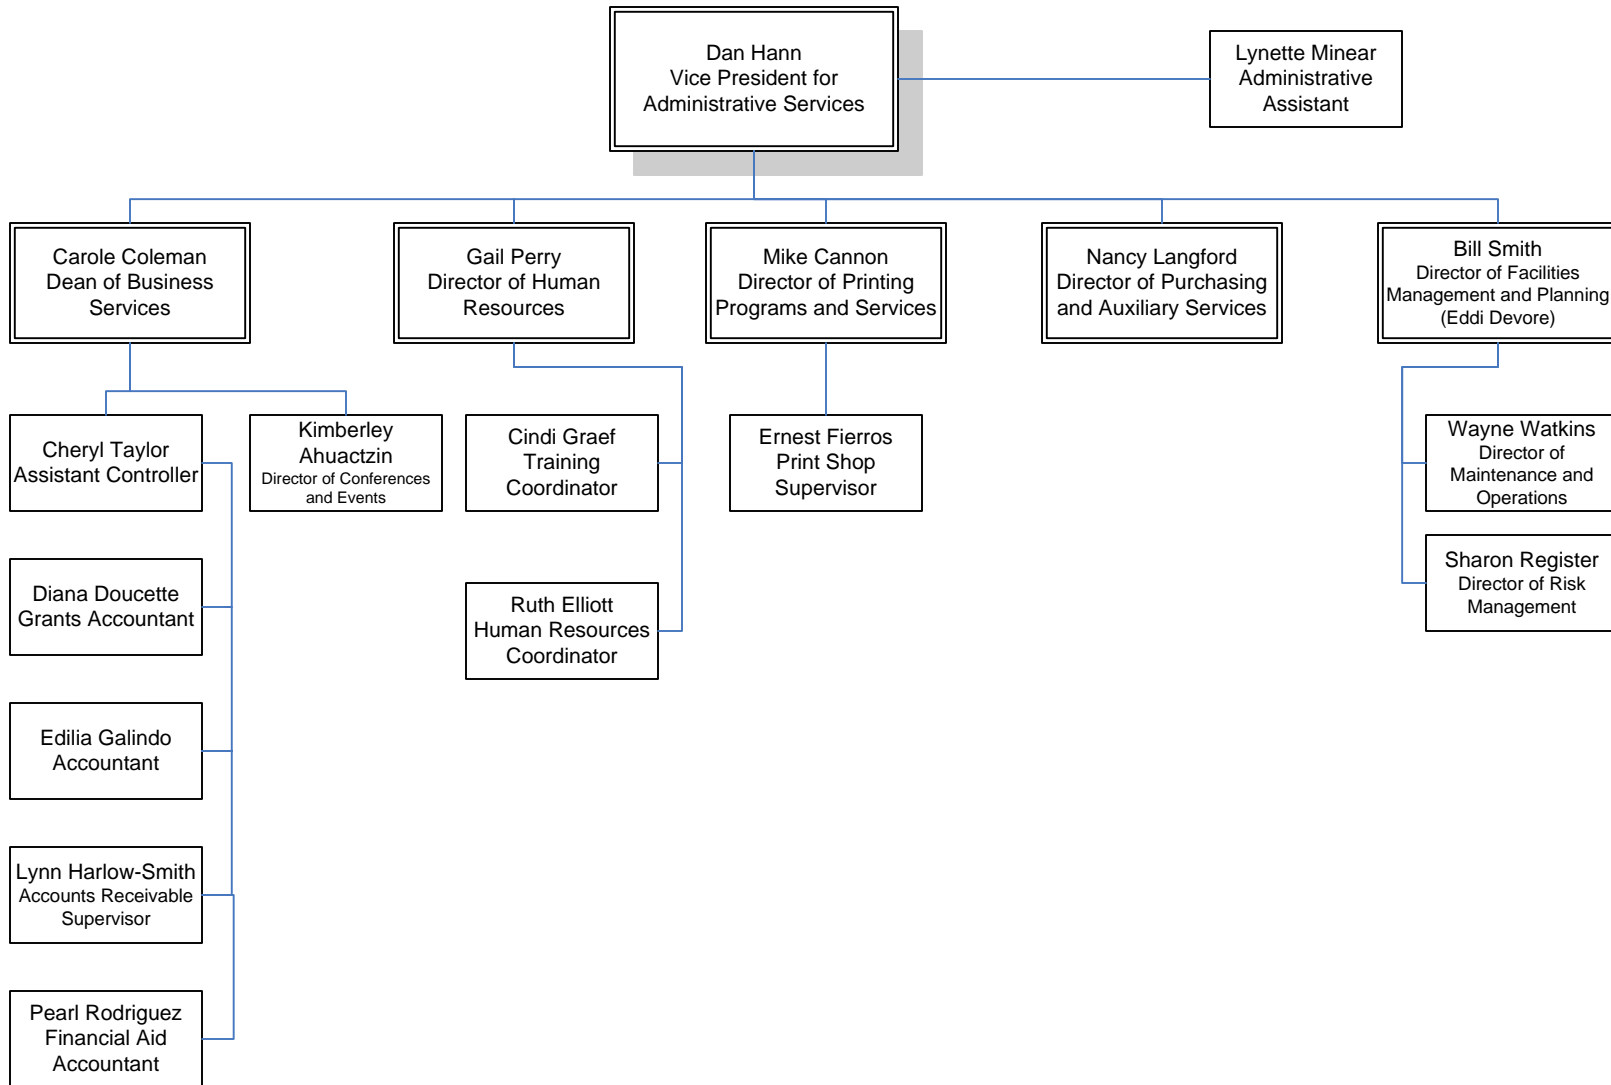 Dan Hann
Vice President for
Administrative Services
Lynette Minear
Administrative
Assistant
Carole Coleman
Dean of Business
Services
Gail Perry
Director of Human
Resources
Mike Cannon
Director of Printing
Programs and Services
Nancy Langford
Director of Purchasing
and Auxiliary Services
Bill Smith
Director of Facilities
Management and Planning
(Eddi Devore)
Cheryl Taylor
Assistant Controller
Kimberley
Ahuactzin
Director of Conferences
and Events
Cindi Graef
Training
Coordinator
Ernest Fierros
Print Shop
Supervisor
Wayne Watkins
Director of
Maintenance and
Operations
Diana Doucette
Grants Accountant
Ruth Elliott
Human Resources
Coordinator
Sharon Register
Director of Risk
Management
Edilia Galindo
Accountant
Lynn Harlow-Smith
Accounts Receivable
Supervisor
Pearl Rodriguez
Financial Aid
Accountant